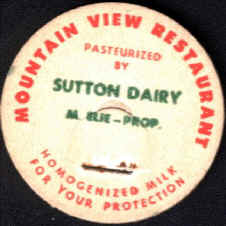 MOUNTAIN VIEW RESTAURANT
PASTEURIZED
BY
SUTTON DAIRY
M. ELIE - PROP.
HOMOGENIZED MILK
FOR YOUR PROTECTION